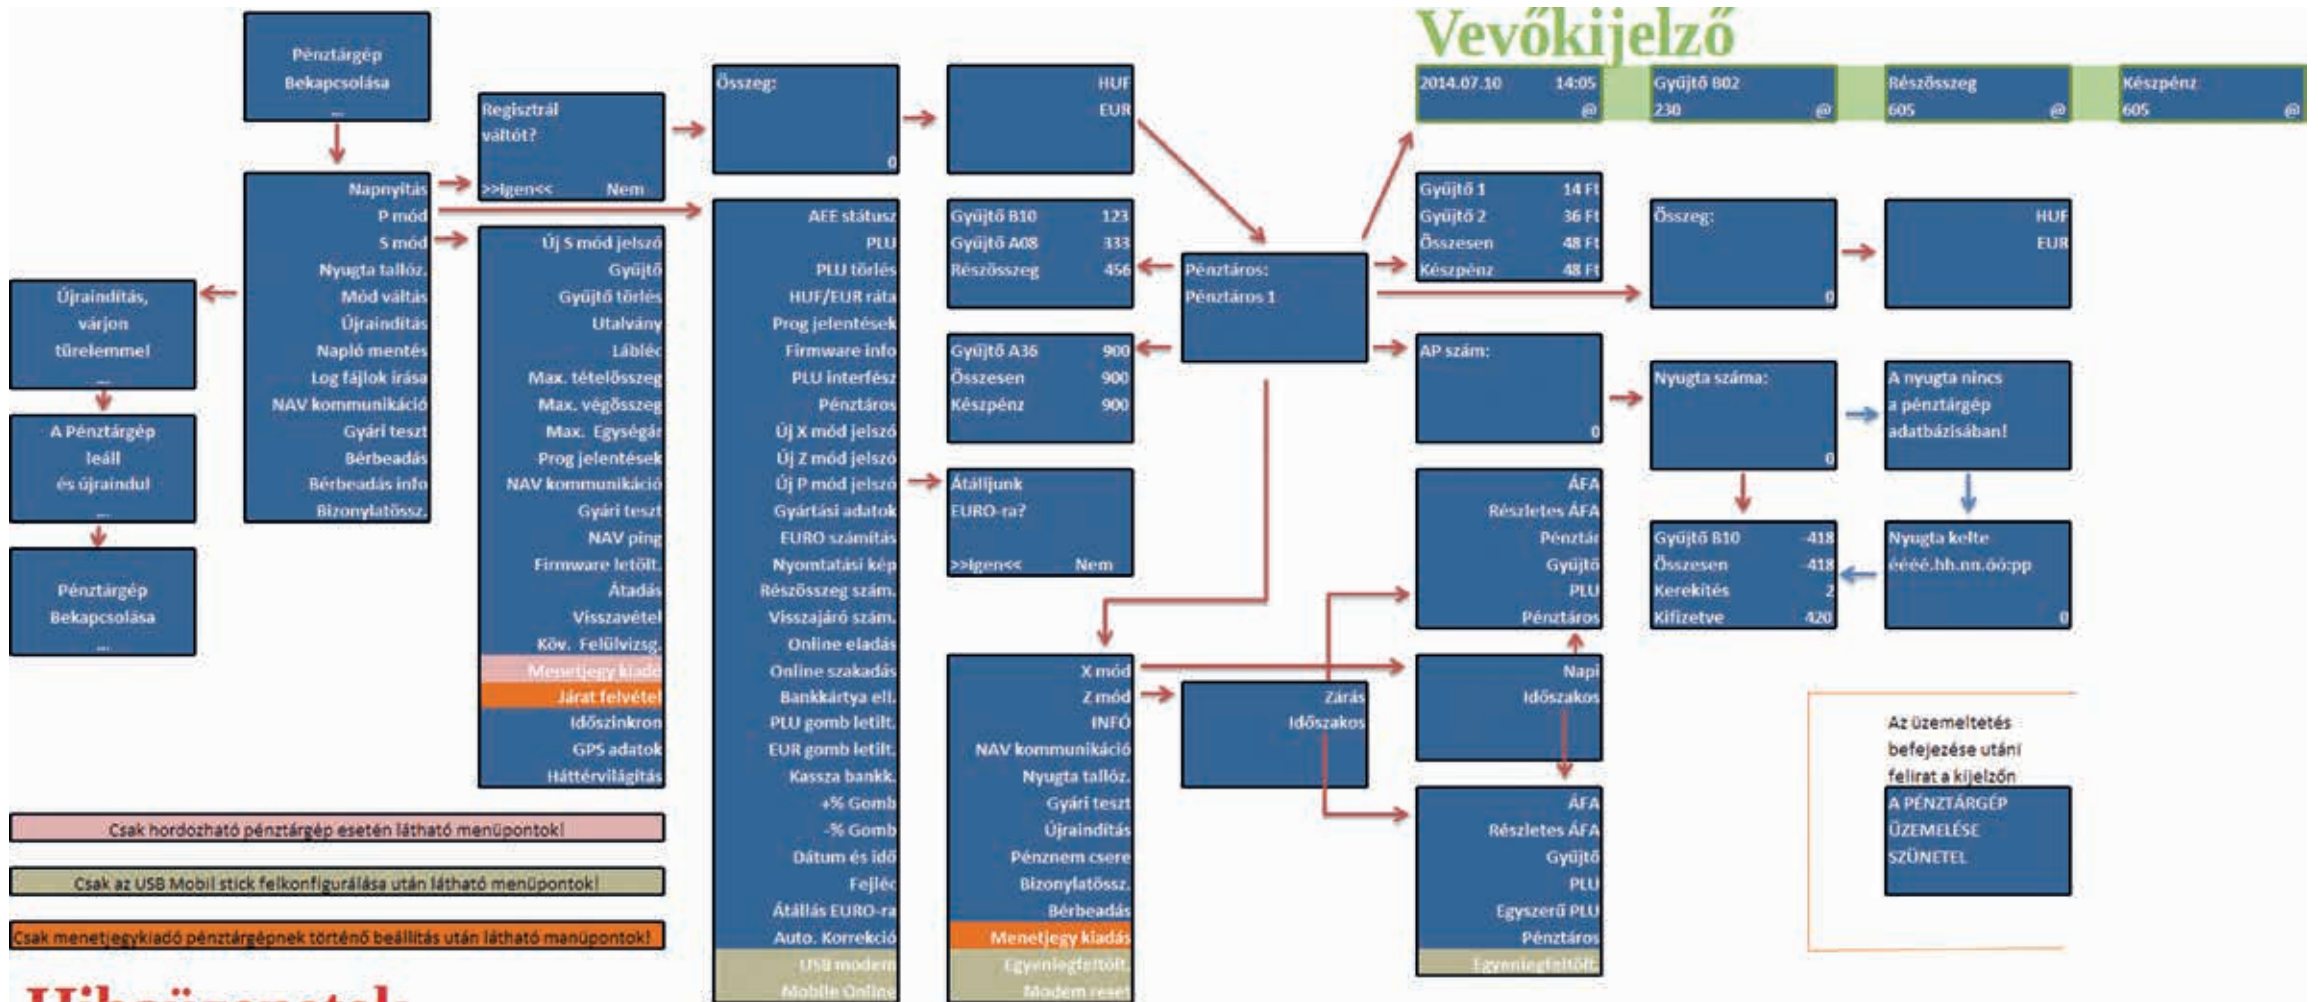 Vevőkijelző
Pénztárgép
Bekapcsolása
...
Napnyitás
P mód
S mód
Nyugta tallóz.
Mód váltás
Újraindítás
Napló mentés
Log fájlok írása
NAV kommunikáció
Gyári teszt
Bérbeadás
Bérbeadás info
Bizonylatössz.
Újraindítás,
várjon
türelemmel
...
A Pénztárgép
leáll
és újraindul
...
Pénztárgép
Bekapcsolása
...
Regisztrál
váltót?
>>Igen<< Nem
Új S mód jelszó
Gyűjtő
Gyűjtő törlés
Utalvány
Lábléc
Max. tételösszeg
Max. végösszeg
Max. Egységár
Prog jelentések
NAV kommunikáció
Gyári teszt
NAV ping
Firmware letölt.
Átadás
Visszavétel
Köv. Felülvizsg.
Menetjegy kiadó
Járat felvétel
Időszinkron
GPS adatok
Háttérvilágítás
Összeg:
0
AEE státusz
PLU
PLU törlés
HUF/EUR ráta
Prog jelentések
Firmware info
PLU interfész
Pénztáros
Új X mód jelszó
Új Z mód jelszó
Új P mód jelszó
Gyártási adatok
EURO számítás
Nyomtatási kép
Részösszeg szám.
Visszajáró szám.
Online eladás
Online szakadás
Bankkártya ell.
PLU gomb letilt.
EUR gomb letilt.
Kassza bankk.
+% Gomb
-% Gomb
Dátum és idő
Fejléc
Átállás EURO-ra
Auto. Korrekció
USB modem
Mobile Online
HUF
EUR
Gyűjtő B10 123
Gyűjtő A08 333
Részösszeg 456
Gyűjtő A36 900
Összesen 900
Készpénz 900
Átálljunk
EURO-ra?
>>Igen<< Nem
X mód
Z mód
INFÓ
NAV kommunikáció
Nyugta tallóz.
Gyári teszt
Újraindítás
Pénznem csere
Bizonylatössz.
Bérbeadás
Menetjegy kiadás
Egyenlegfeltölt.
Modem reset
Pénztáros:
Pénztáros 1
Zárás
Időszakos
2014.07.10 14:05
@
Gyűjtő B02
230 @
Részösszeg
605 @
Készpénz
605 @
Gyűjtő 1 14 Ft
Gyűjtő 2 36 Ft
Összesen 48 Ft
Készpénz 48 Ft
Összeg:
0
HUF
EUR
AP szám:
0
Nyugta száma:
0
A nyugta nincs
a pénztárgép
adatbázisában!
ÁFA
Részletes ÁFA
Pénztár
Gyűjtő
PLU
Pénztáros
Gyűjtő B10 -418
Összesen -418
Kerekítés 2
Kifizetve 420
Nyugta kelte
éééé.hh.nn.óó:pp
0
Napi
Időszakos
ÁFA
Részletes ÁFA
Gyűjtő
PLU
Egyszerű PLU
Pénztáros
Egyenlegfeltölt.
Az üzemeltetés
befejezése utáni
felirat a kijelzőn
A PÉNZTÁRGÉP
ÜZEMELÉSE
SZÜNETEL
Csak hordozható pénztárgép esetén látható menüpontok!
Csak az USB Mobil stick felkonfigurálása után látható menüpontok!
Csak menetjegykiadó pénztárgépnek történő beállítás után látható manüpontok!
Hibaüzenetek